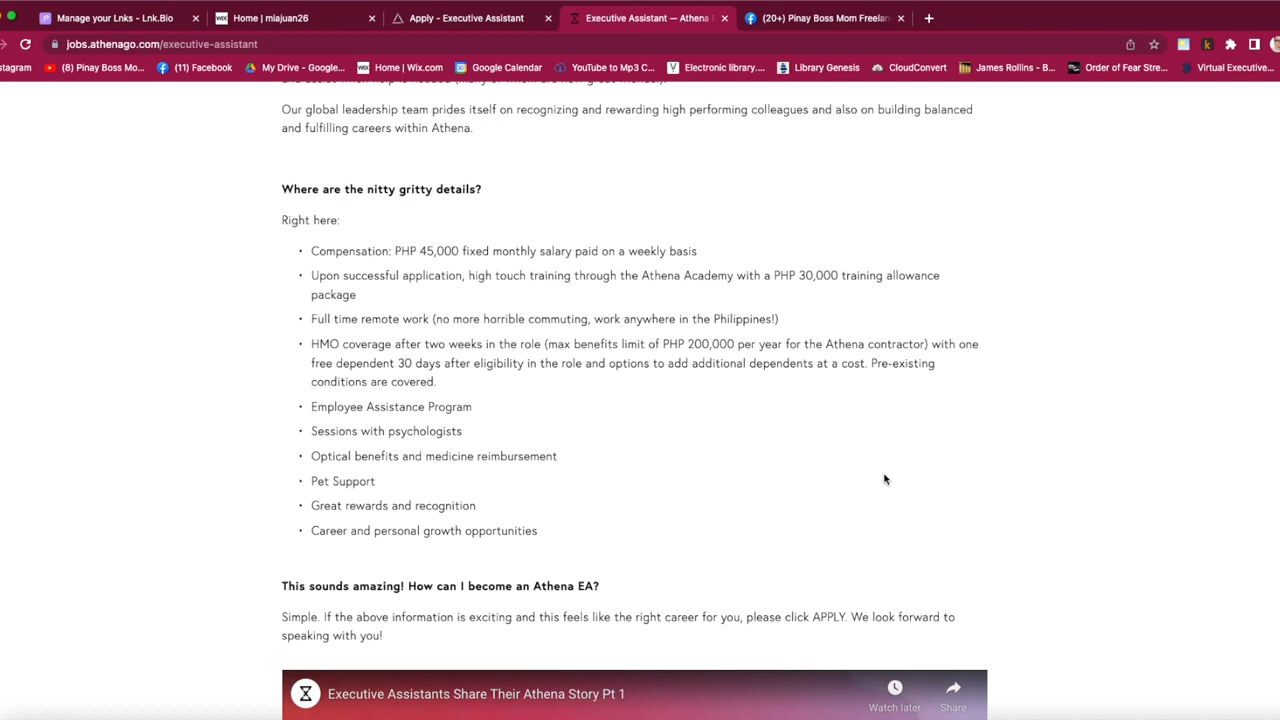 Manage your Lnks - Lnk.Bio
Home | miajuan26
Apply - Executive Assistant
Executive Assistant — Athena
(20+) Pinay Boss Mom Freelan
jobs.athenago.com/executive-assistant
stagram
(8) Pinay Boss Mo...
(11) Facebook
My Drive - Google...
Home | Wix.com
Google Calendar
YouTube to Mp3 C...
Electronic library....
Library Genesis
CloudConvert
James Rollins - B...
Order of Fear Stre...
Virtual Executive...
Our global leadership team prides itself on recognizing and rewarding high performing colleagues and also on building balanced
and fulfilling careers within Athena.
Where are the nitty gritty details?
Right here:
• Compensation: PHP 45,000 fixed monthly salary paid on a weekly basis
• Upon successful application, high touch training through the Athena Academy with a PHP 30,000 training allowance
package
• Full time remote work (no more horrible commuting, work anywhere in the Philippines!)
• HMO coverage after two weeks in the role (max benefits limit of PHP 200,000 per year for the Athena contractor) with one
free dependent 30 days after eligibility in the role and options to add additional dependents at a cost. Pre-existing
conditions are covered.
• Employee Assistance Program
• Sessions with psychologists
• Optical benefits and medicine reimbursement
• Pet Support
• Great rewards and recognition
• Career and personal growth opportunities
This sounds amazing! How can I become an Athena EA?
Simple. If the above information is exciting and this feels like the right career for you, please click APPLY. We look forward to
speaking with you!
Executive Assistants Share Their Athena Story Pt 1
Watch later
Share